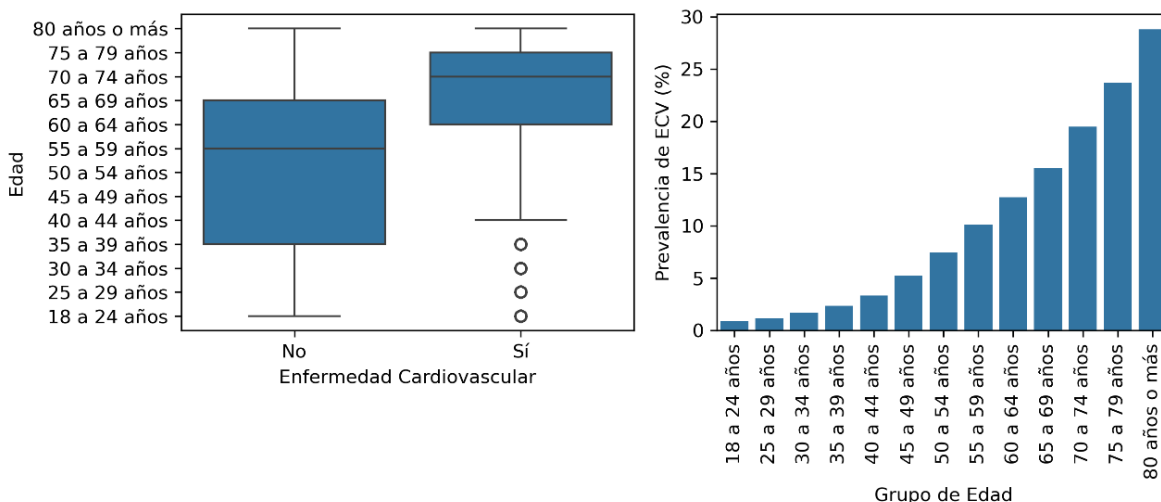 80 años o más
75 a 79 años
70 a 74 años
65 a 69 años
60 a 64 años
55 a 59 años
50 a 54 años
45 a 49 años
40 a 44 años
35 a 39 años
30 a 34 años
25 a 29 años
18 a 24 años
Edad
No
Sí
Enfermedad Cardiovascular
30
25
20
15
10
5
0
Prevalencia de ECV (%)
18 a 24 años
25 a 29 años
30 a 34 años
35 a 39 años
40 a 44 años
45 a 49 años
50 a 54 años
55 a 59 años
60 a 64 años
65 a 69 años
70 a 74 años
75 a 79 años
80 años o más
Grupo de Edad